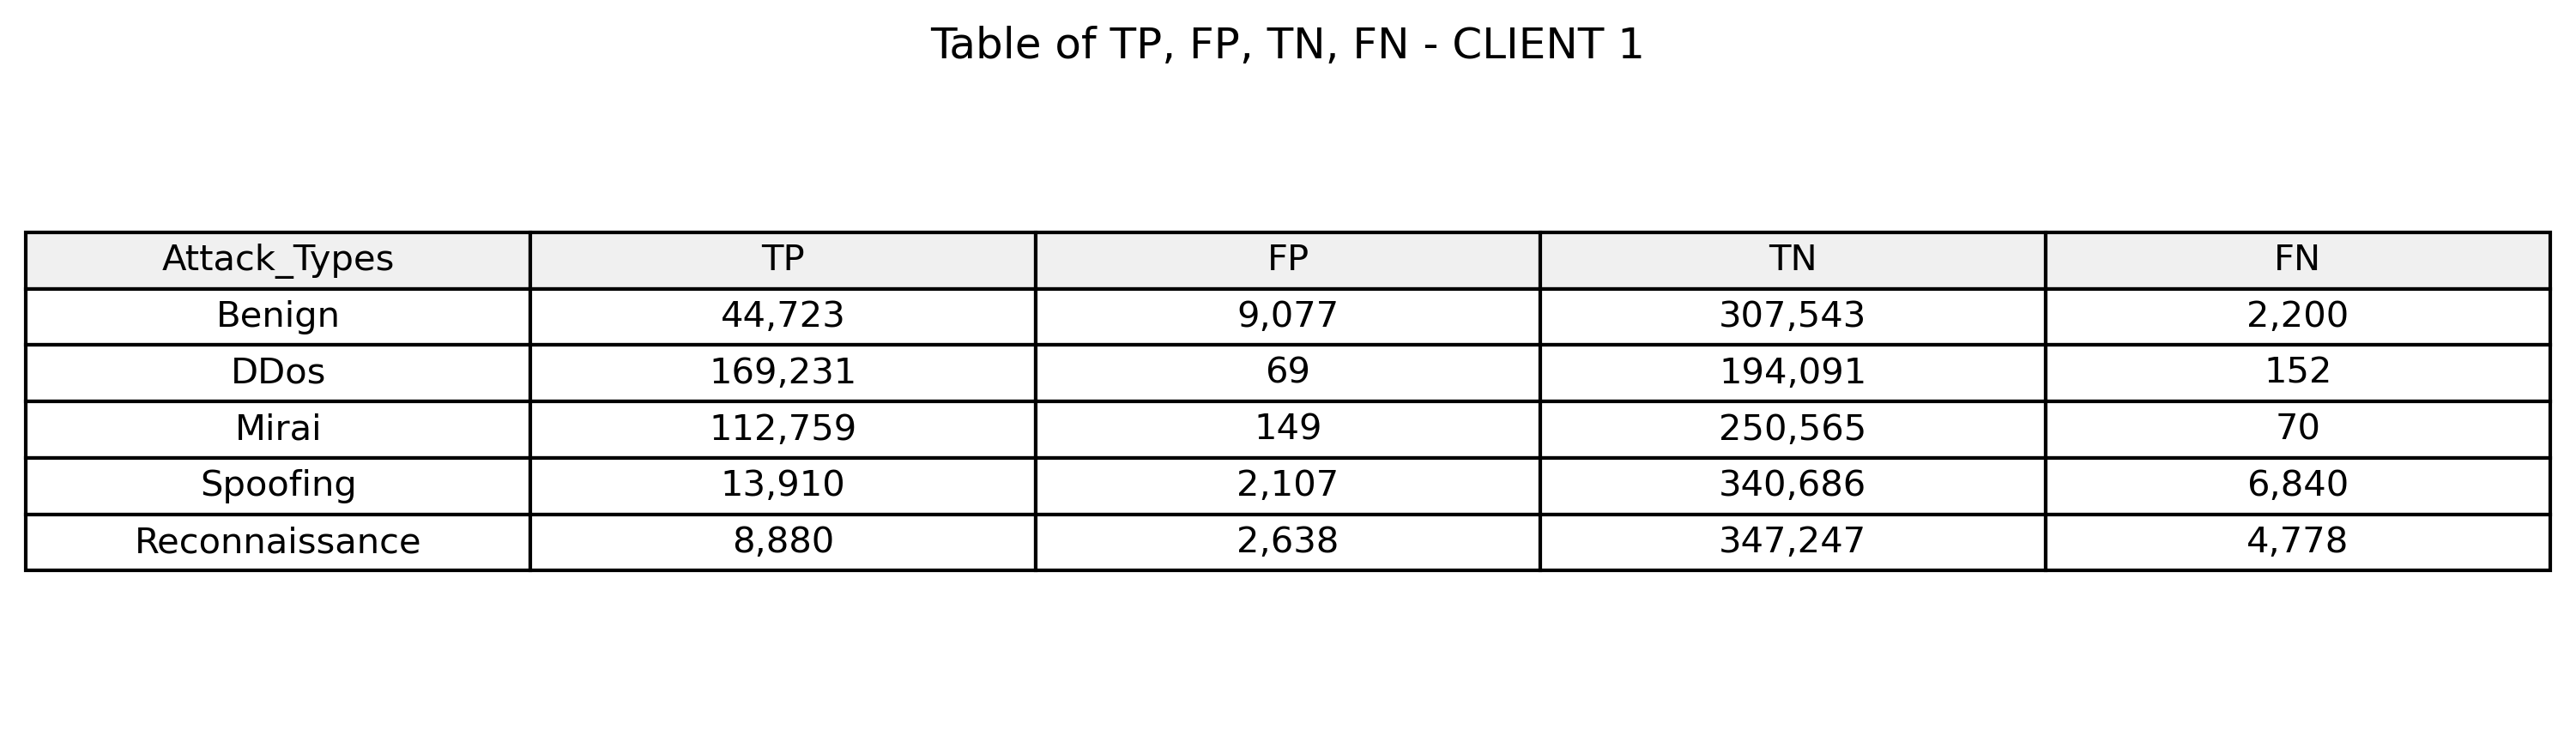 Table of TP, FP, TN, FN - CLIENT 1
Attack_Types TP FP TN FN
Benign 44,723 9,077 307,543 2,200
DDos 169,231 69 194,091 152
Mirai 112,759 149 250,565 70
Spoofing 13,910 2,107 340,686 6,840
Reconnaissance 8,880 2,638 347,247 4,778